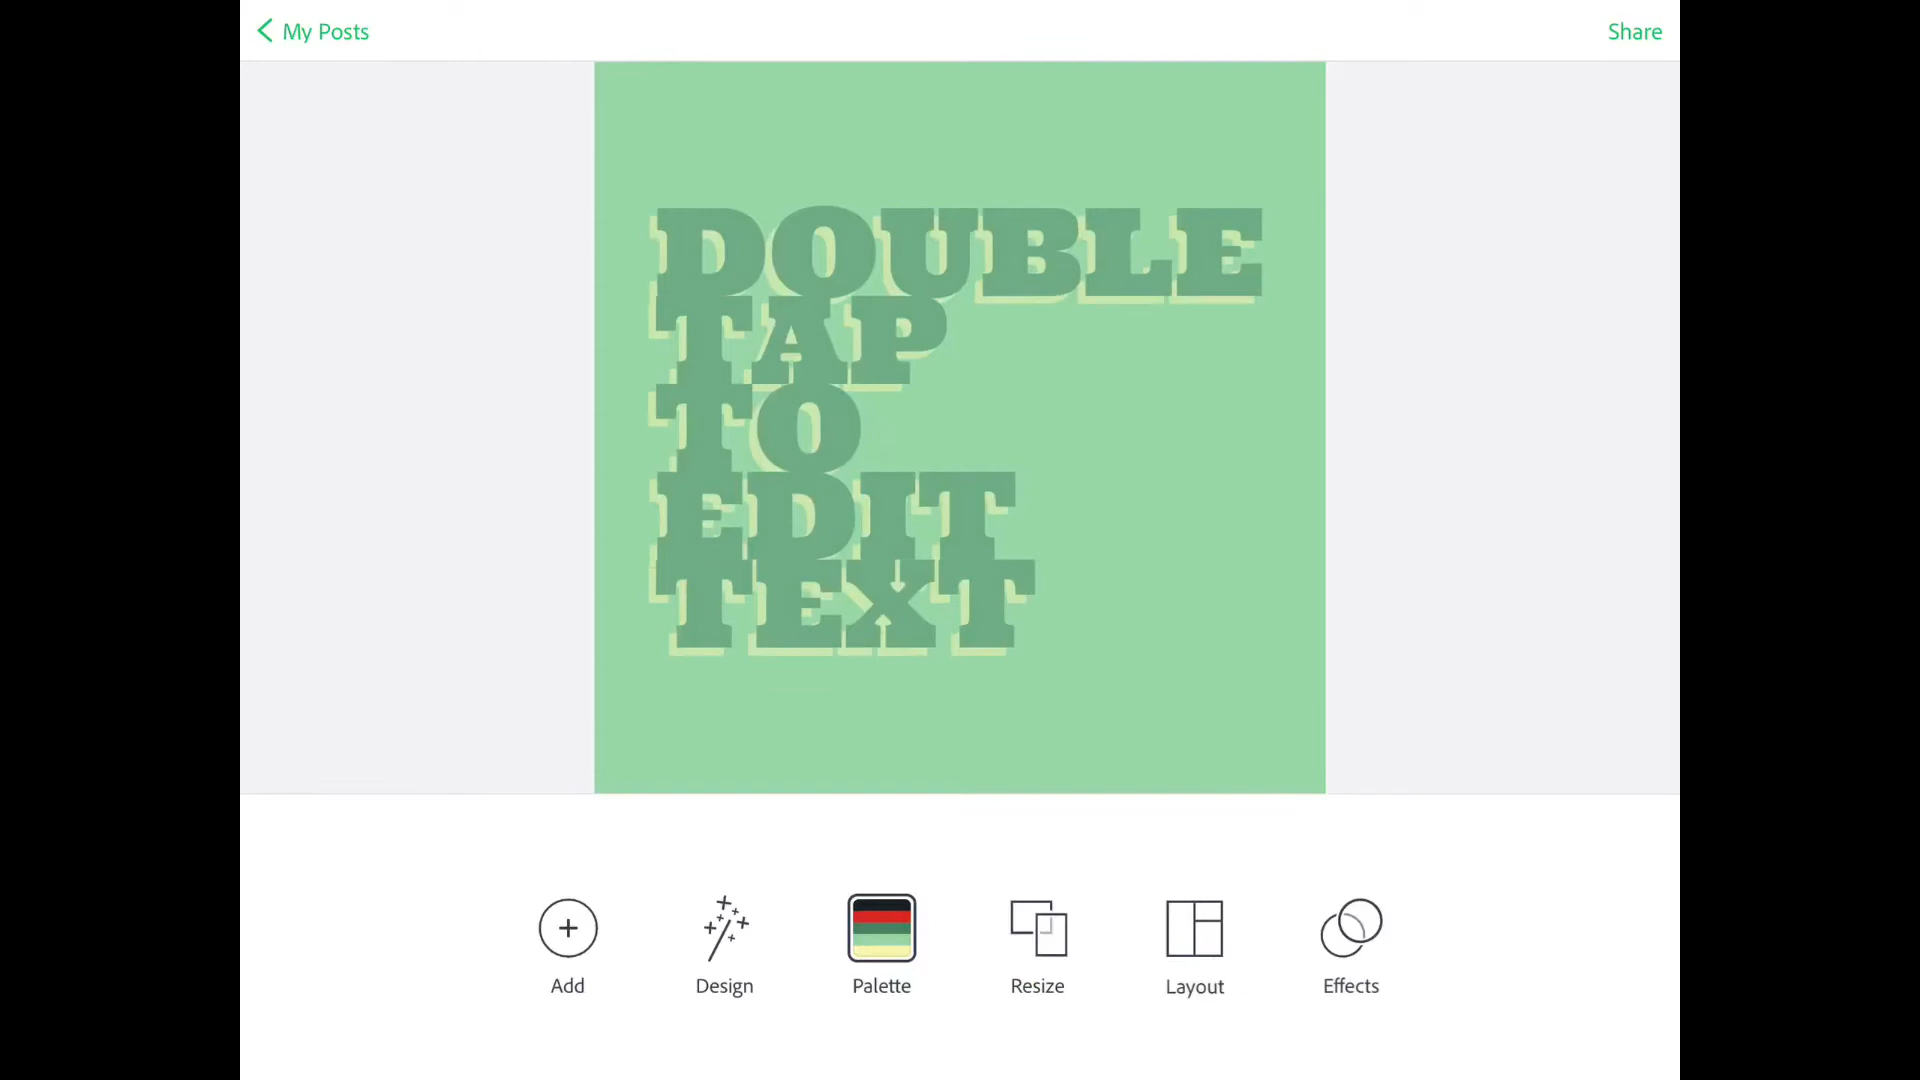 My Posts
Share
DOUBLE
TAP
TO
EDIT
TEXT
Add
Design
Palette
Resize
Layout
Effects